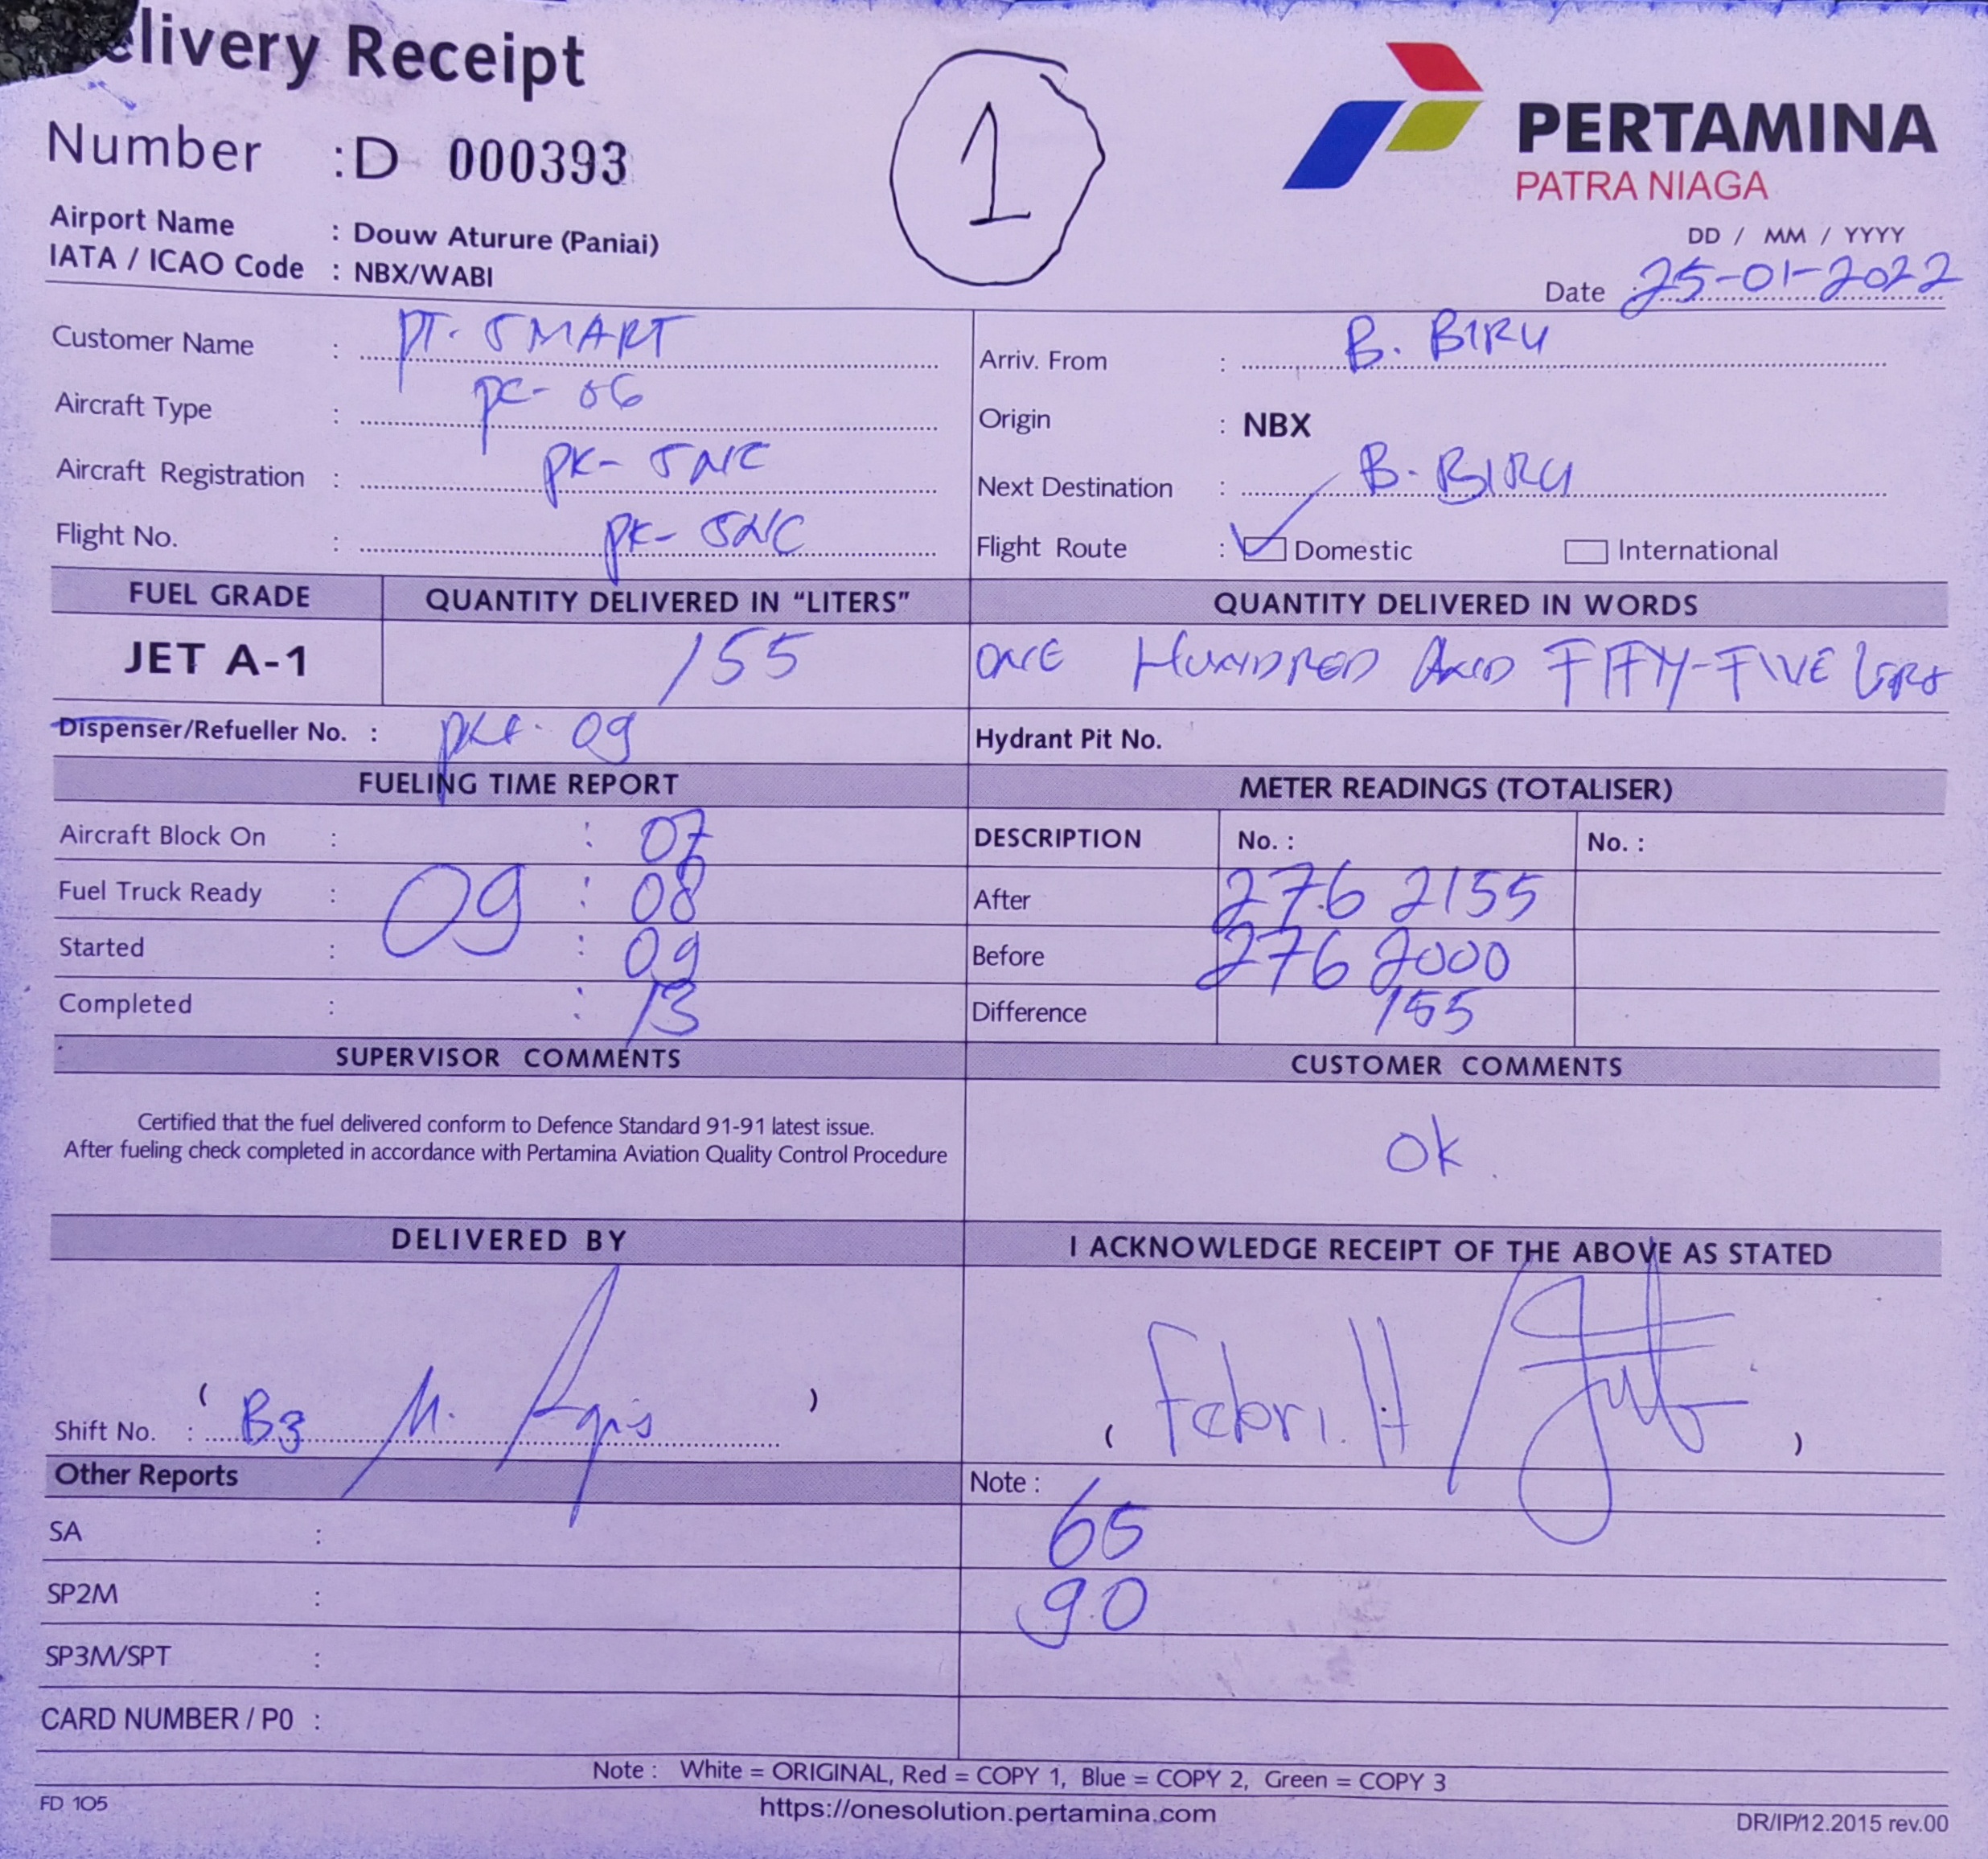 elivery Receipt
1
PERTAMINA
PATRA NIAGA
Number : D 000393
Airport Name : Douw Aturure (Paniai)
IATA / ICAO Code : NBX/WABI
DD / MM / YYYY
Date : 25-01-2022
Customer Name : PT. SMART
Arriv. From : B. BIRU
Aircraft Type : PC-06
Origin : NBX
Aircraft Registration : PK-SNC
Next Destination : B. BIRU
Flight No. : PK-SNC
Flight Route : Domestic International
FUEL GRADE QUANTITY DELIVERED IN “LITERS” QUANTITY DELIVERED IN WORDS
JET A-1 155 ONE HUNDRED AND FIFTY-FIVE
Dispenser/Refueller No. : 09
Hydrant Pit No.
FUELING TIME REPORT METER READINGS (TOTALISER)
Aircraft Block On : : 07
DESCRIPTION No. : No. :
Fuel Truck Ready : 09 : 08
After 276 2155
Started : : 09
Before 276 2000
Completed : : 13
Difference 155
SUPERVISOR COMMENTS CUSTOMER COMMENTS
Certified that the fuel delivered conform to Defence Standard 91-91 latest issue.
After fueling check completed in accordance with Pertamina Aviation Quality Control Procedure
Ok
DELIVERED BY I ACKNOWLEDGE RECEIPT OF THE ABOVE AS STATED
Shift No. : ( B3 M. Agis )
( Febri. H )
Other Reports
Note :
SA : 65
SP2M : 90
SP3M/SPT :
CARD NUMBER / P0 :
Note : White = ORIGINAL, Red = COPY 1, Blue = COPY 2, Green = COPY 3
FD 105
https://onesolution.pertamina.com
DR/IP/12.2015 rev.00